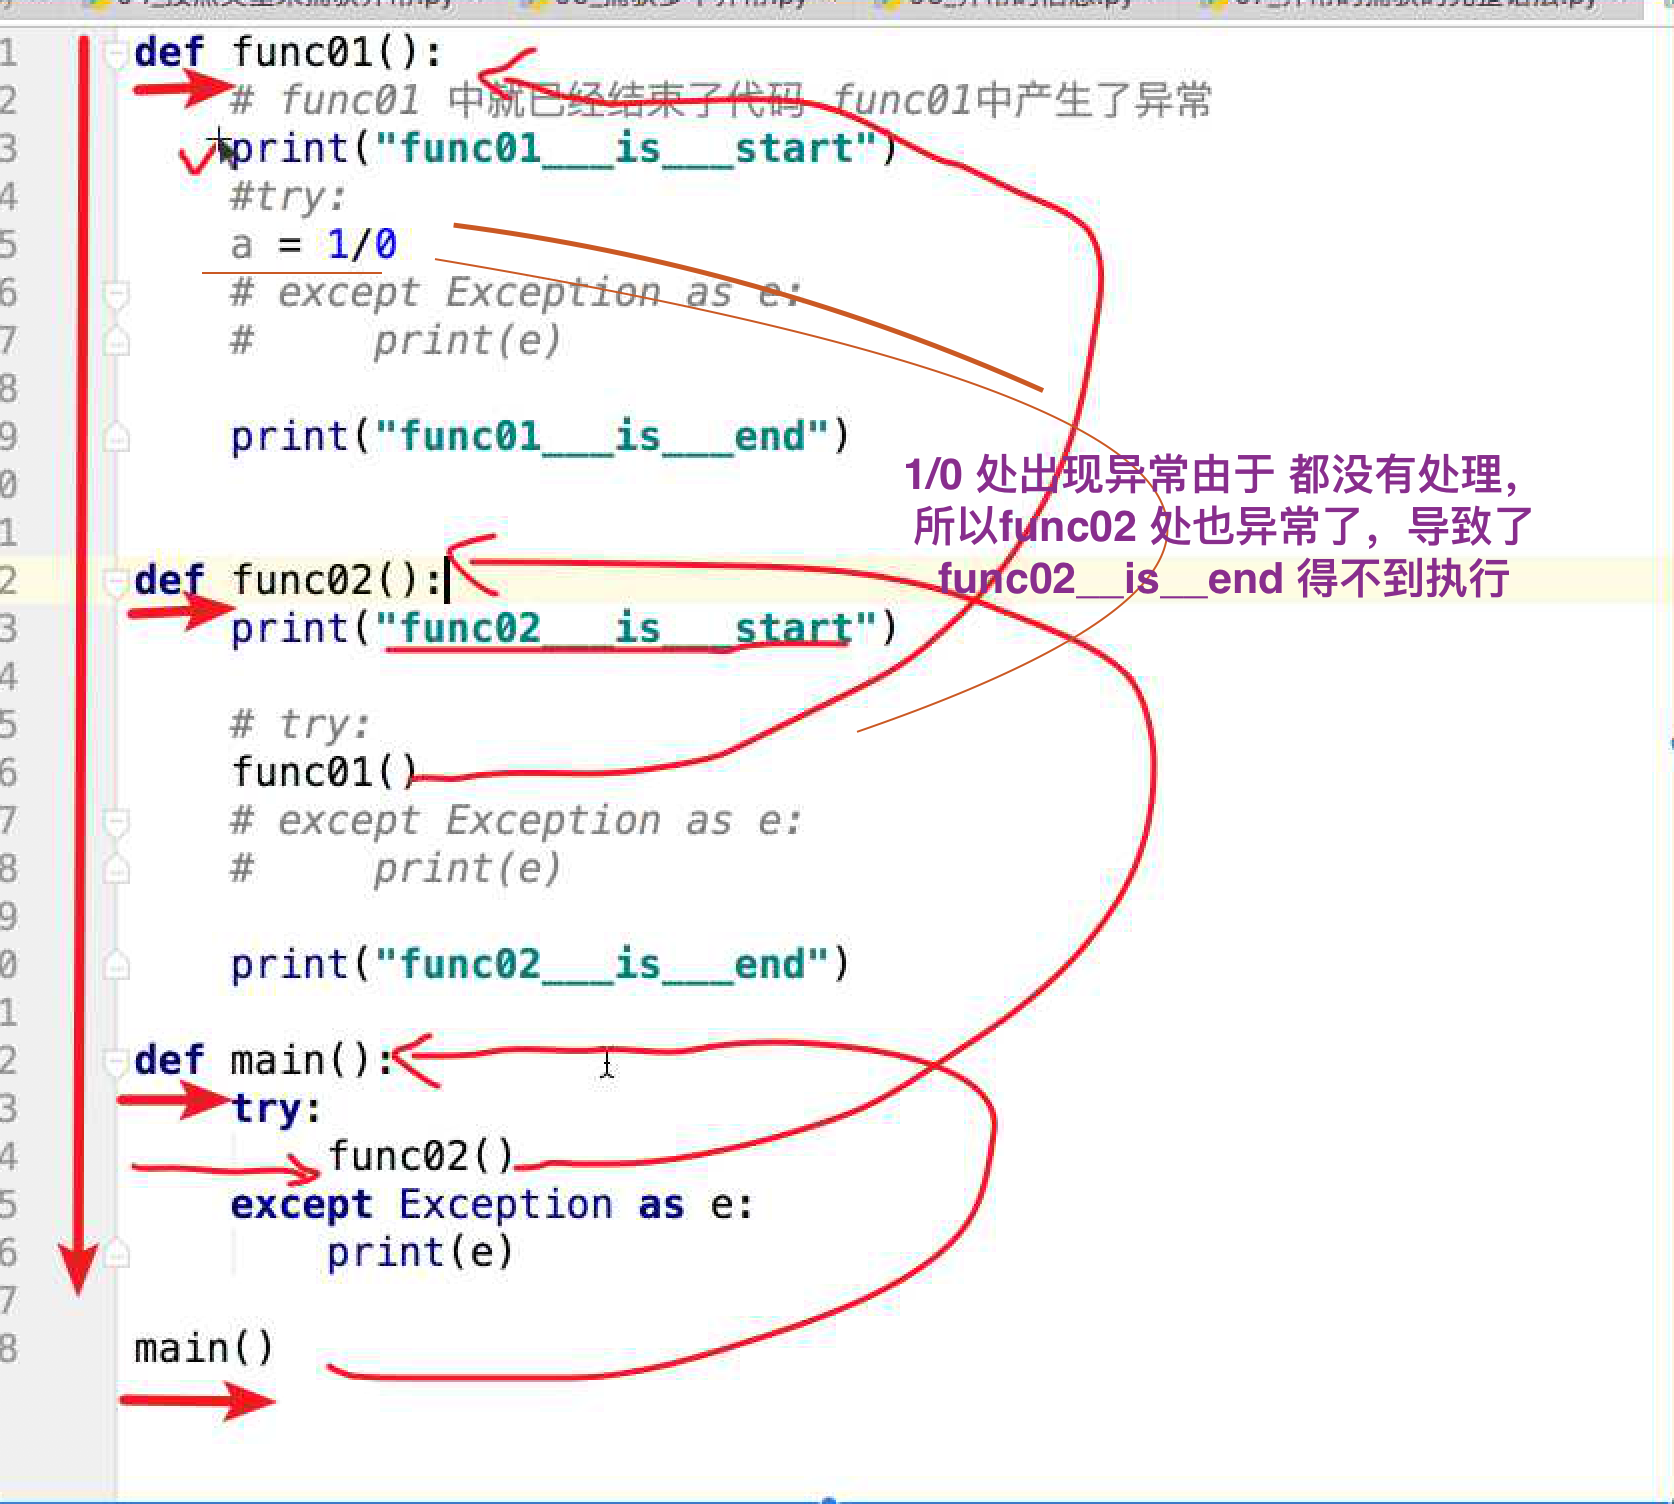 1 def func01():
2 # func01 中就已经结束了代码 func01中产生了异常
3 print("func01___is___start")
4 #try:
5 a = 1/0
6 # except Exception as e:
7 #     print(e)
8
9 print("func01___is___end")
0
1
2 def func02():
3 print("func02___is___start")
4
5 # try:
6 func01()
7 # except Exception as e:
8 #     print(e)
9
0 print("func02___is___end")
1
2 def main():
3 try:
4 func02()
5 except Exception as e:
6 print(e)
7
8 main()
1/0 处出现异常由于 都没有处理，
所以func02 处也异常了，导致了
func02__is__end 得不到执行